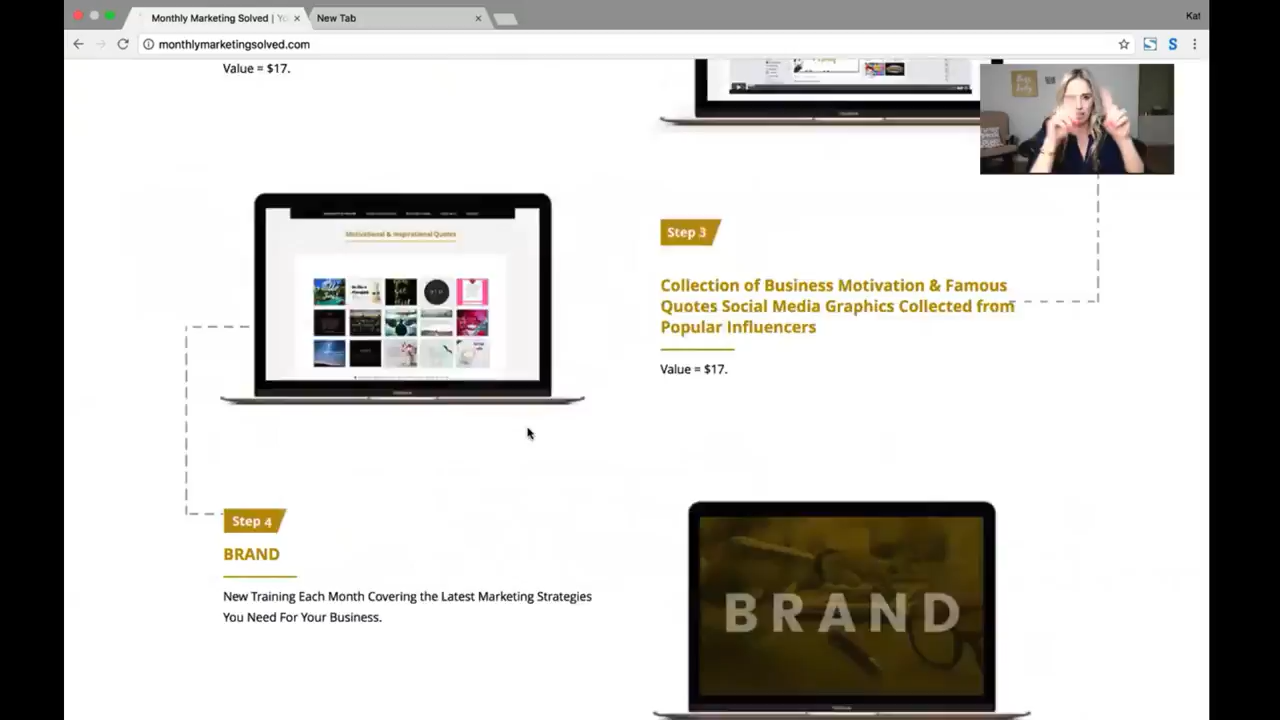 Monthly Marketing Solved | Yo
New Tab
Kat
monthlymarketingsolved.com
Value = $17.
Motivational & Inspirational Quotes
Step 3
Collection of Business Motivation & Famous
Quotes Social Media Graphics Collected from
Popular Influencers
Value = $17.
Step 4
BRAND
New Training Each Month Covering the Latest Marketing Strategies
You Need For Your Business.
BRAND